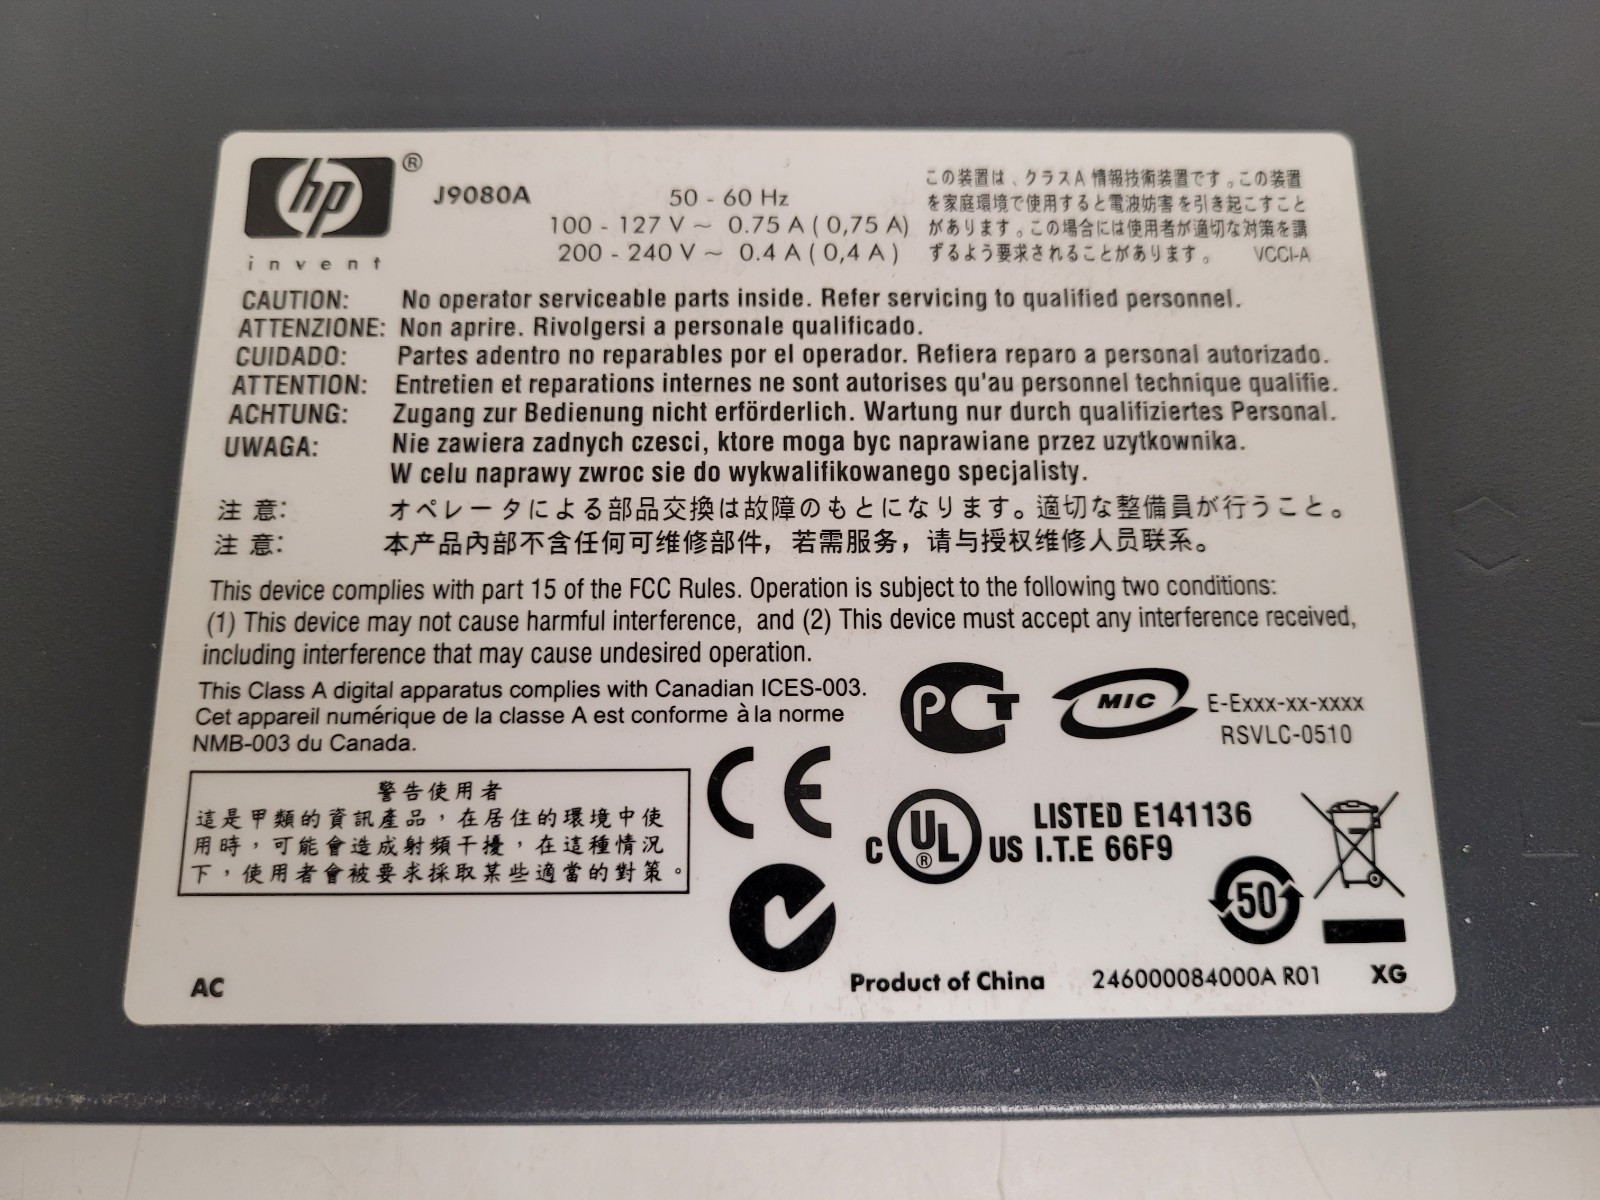 hp ®
invent
J9080A
50 - 60 Hz
100 - 127 V ~ 0.75 A ( 0,75 A)
200 - 240 V ~ 0.4 A ( 0,4 A )
この装置は、クラスA 情報技術装置です。この装置
を家庭環境で使用すると電波妨害を引き起こすこと
があります。この場合には使用者が適切な対策を講
ずるよう要求されることがあります。 VCCI-A
CAUTION: No operator serviceable parts inside. Refer servicing to qualified personnel.
ATTENZIONE: Non aprire. Rivolgersi a personale qualificado.
CUIDADO: Partes adentro no reparables por el operador. Refiera reparo a personal autorizado.
ATTENTION: Entretien et reparations internes ne sont autorises qu'au personnel technique qualifie.
ACHTUNG: Zugang zur Bedienung nicht erförderlich. Wartung nur durch qualifiziertes Personal.
UWAGA: Nie zawiera zadnych czesci, ktore moga byc naprawiane przez uzytkownika.
W celu naprawy zwroc sie do wykwalifikowanego specjalisty.
注 意: オペレータによる部品交換は故障のもとになります。適切な整備員が行うこと。
注 意: 本产品内部不含任何可维修部件，若需服务，请与授权维修人员联系。
This device complies with part 15 of the FCC Rules. Operation is subject to the following two conditions:
(1) This device may not cause harmful interference, and (2) This device must accept any interference received,
including interference that may cause undesired operation.
This Class A digital apparatus complies with Canadian ICES-003.
Cet appareil numérique de la classe A est conforme à la norme
NMB-003 du Canada.
PCT
MIC
E-Exxx-xx-xxxx
RSVLC-0510
警告使用者
這是甲類的資訊產品，在居住的環境中使
用時，可能會造成射頻干擾，在這種情況
下，使用者會被要求採取某些適當的對策。
CE
C UL ® US
LISTED E141136
I.T.E 66F9
50
AC
Product of China
246000084000A R01
XG